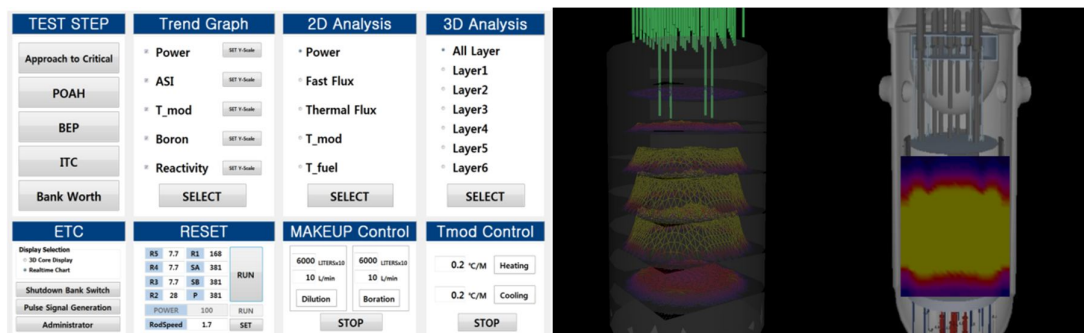 TEST STEP
Approach to Critical
POAH
BEP
ITC
Bank Worth
Trend Graph
Power SET Y-Scale
ASI SET Y-Scale
T_mod SET Y-Scale
Boron SET Y-Scale
Reactivity SET Y-Scale
SELECT
2D Analysis
Power
Fast Flux
Thermal Flux
T_mod
T_fuel
SELECT
3D Analysis
All Layer
Layer1
Layer2
Layer3
Layer4
Layer5
Layer6
SELECT
ETC
Display Selection
3D Core Display
Realtime Chart
Shutdown Bank Switch
Pulse Signal Generation
Administrator
RESET
R5 7.7 R1 168
R4 7.7 SA 381
R3 7.7 SB 381
R2 28 P 381
RUN
POWER 100 RUN
RodSpeed 1.7 SET
MAKEUP Control
6000 LITERSx10 6000 LITERSx10
10 L/min 10 L/min
Dilution Boration
STOP
Tmod Control
0.2 ℃/M Heating
0.2 ℃/M Cooling
STOP